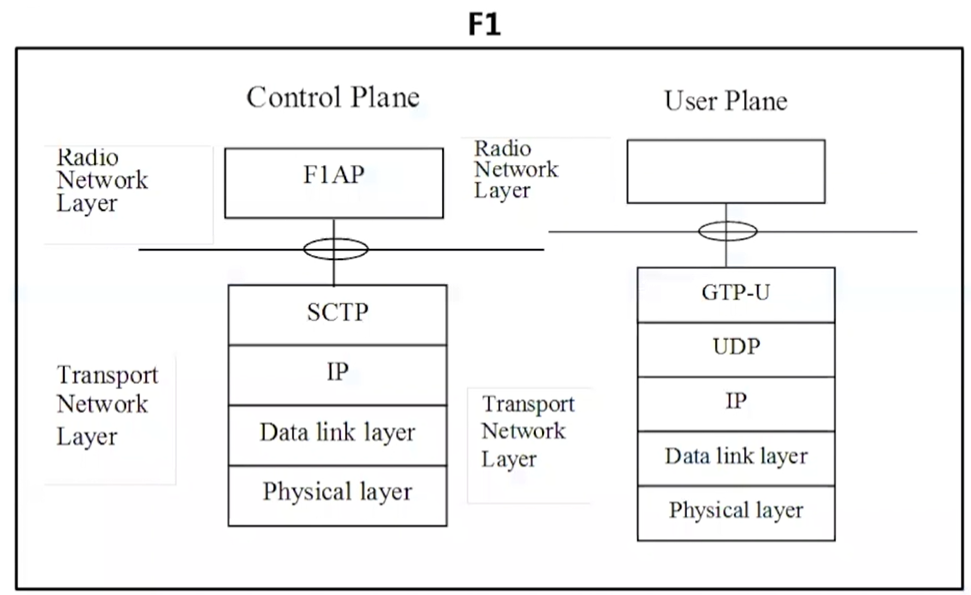 F1
Control Plane
Radio
Network
Layer
F1AP
SCTP
IP
Data link layer
Physical layer
Transport
Network
Layer
User Plane
Radio
Network
Layer
GTP-U
UDP
IP
Data link layer
Physical layer
Transport
Network
Layer